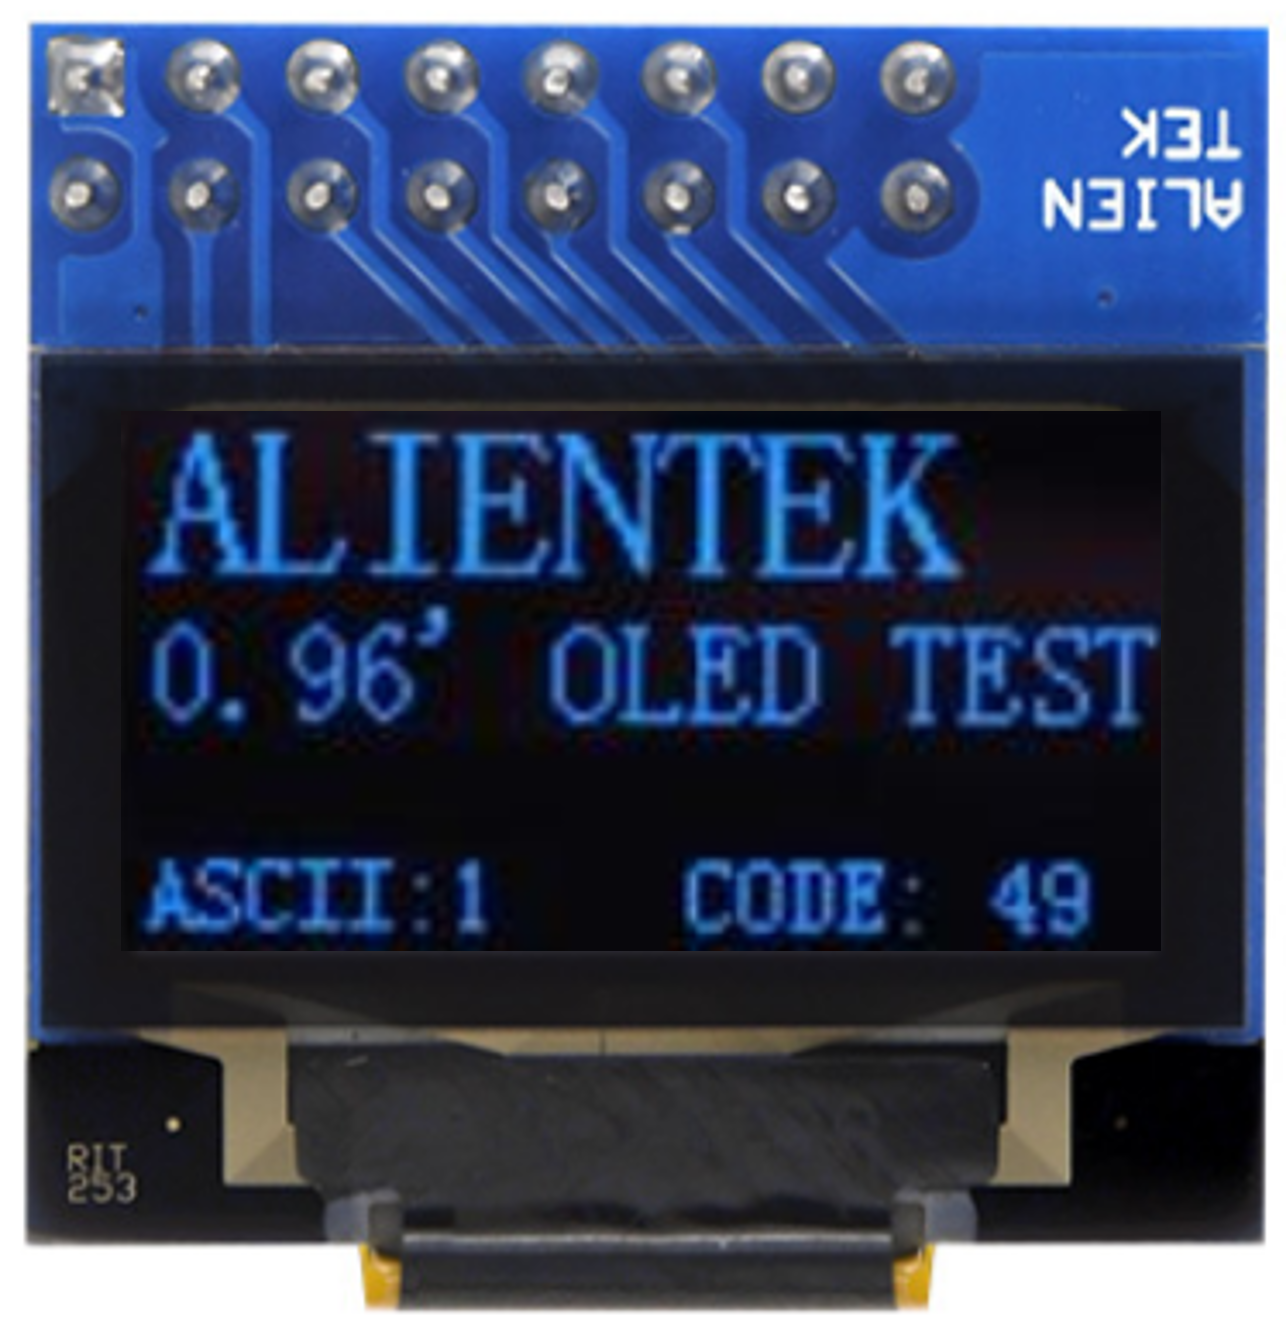 ALIEN
TEK
ALIENTEK
0.96' OLED TEST
ASCII:1 CODE: 49
RIT
253